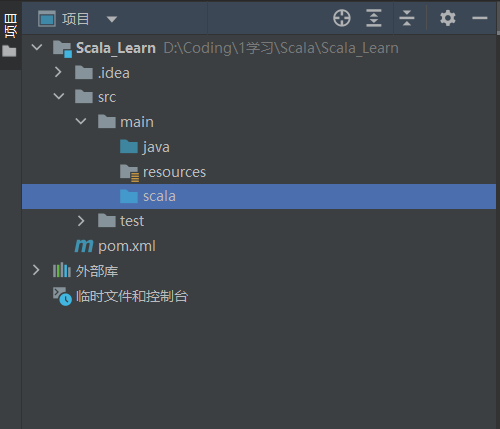 项目
项目
Scala_Learn D:\Coding\1学习\Scala\Scala_Learn
.idea
src
main
java
resources
scala
test
pom.xml
外部库
临时文件和控制台